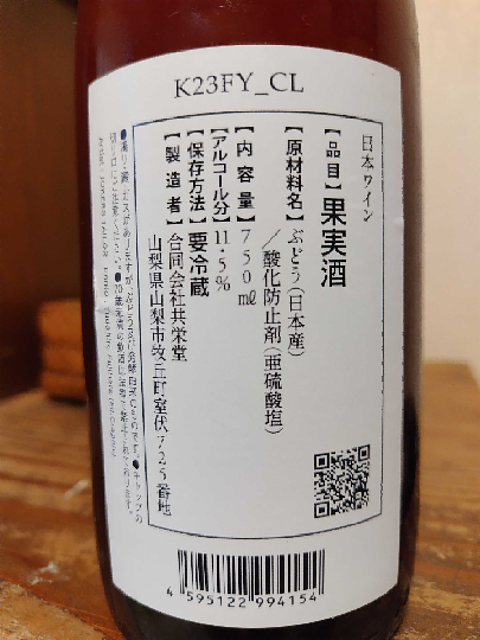 K23FY_CL
日本ワイン
【品目】果実酒
【原材料名】ぶどう(日本産)
／酸化防止剤(亜硫酸塩)
【内容量】750ml
【アルコール分】11.5%
【保存方法】要冷蔵
【製造者】合同会社共栄堂
山梨県山梨市牧丘町室伏725番地
4 595122 994154